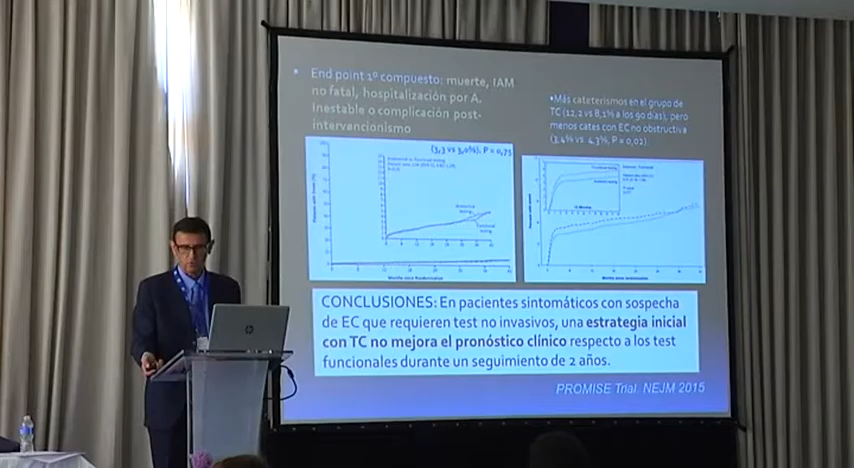 End point 1º compuesto: muerte, IAM
no fatal, hospitalización por A.
Inestable o complicación post-
intervencionismo
•Más cateterismos en el grupo de
TC (12,2 vs 8,1% a los 90 días), pero
menos cates con EC no obstructiva
(3,4% vs 4,3%, P = 0,02)
(3,3 vs 3,0%). P = 0,75
Months since Randomization
CONCLUSIONES: En pacientes sintomáticos con sospecha
de EC que requieren test no invasivos, una estrategia inicial
con TC no mejora el pronóstico clínico respecto a los test
funcionales durante un seguimiento de 2 años.
PROMISE Trial. NEJM 2015
hp